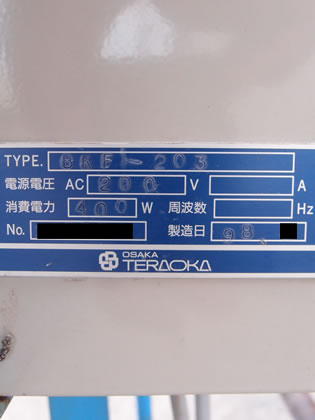 TYPE. GKE-203
電源電圧 AC 200 V A
消費電力 400 W 周波数 Hz
No. 製造日 98.
OSAKA
TERAOKA